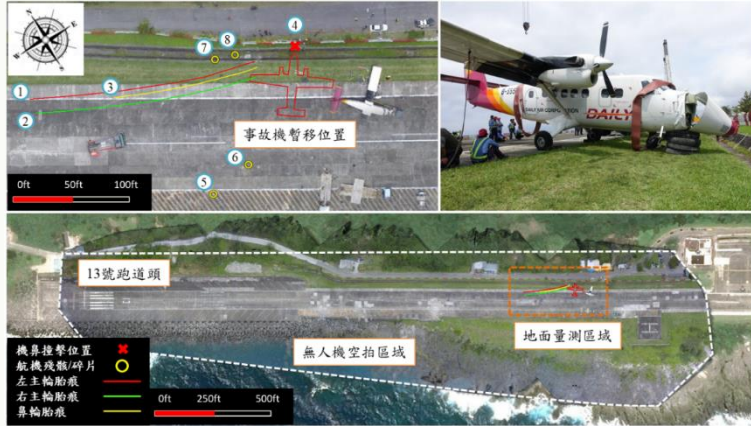 4
7
8
1
3
2
事故機暫移位置
6
5
0ft
50ft
100ft
DAILY
13號跑道頭
機鼻撞擊位置
航機殘骸/碎片
左主輪胎痕
右主輪胎痕
鼻輪胎痕
無人機空拍區域
地面量測區域
0ft
250ft
500ft